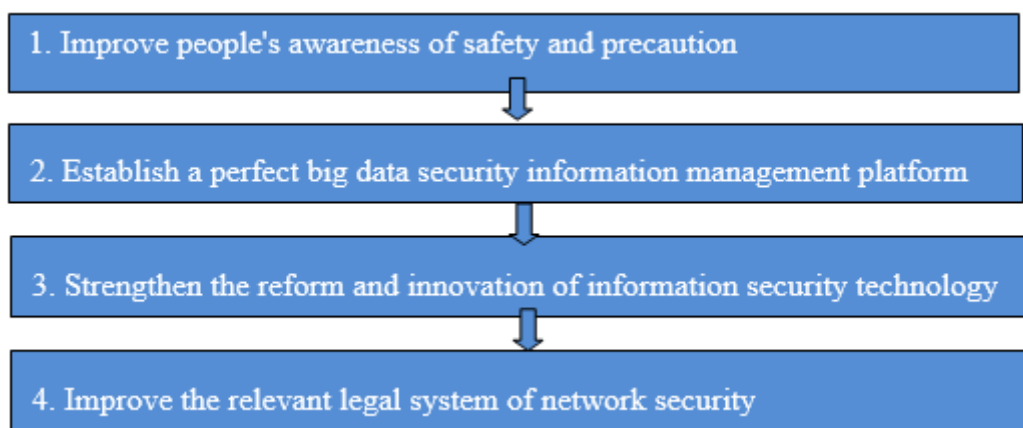 1. Improve people's awareness of safety and precaution
2. Establish a perfect big data security information management platform
3. Strengthen the reform and innovation of information security technology
4. Improve the relevant legal system of network security